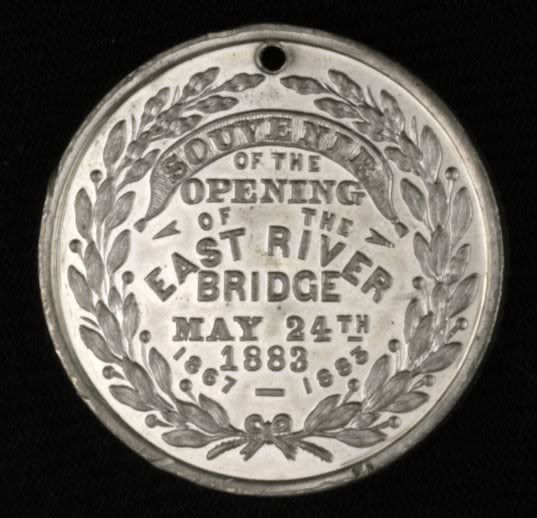 SOUVENIR
OF THE
OPENING
OF THE
EAST RIVER
BRIDGE
MAY 24TH
1883
1867 — 1883